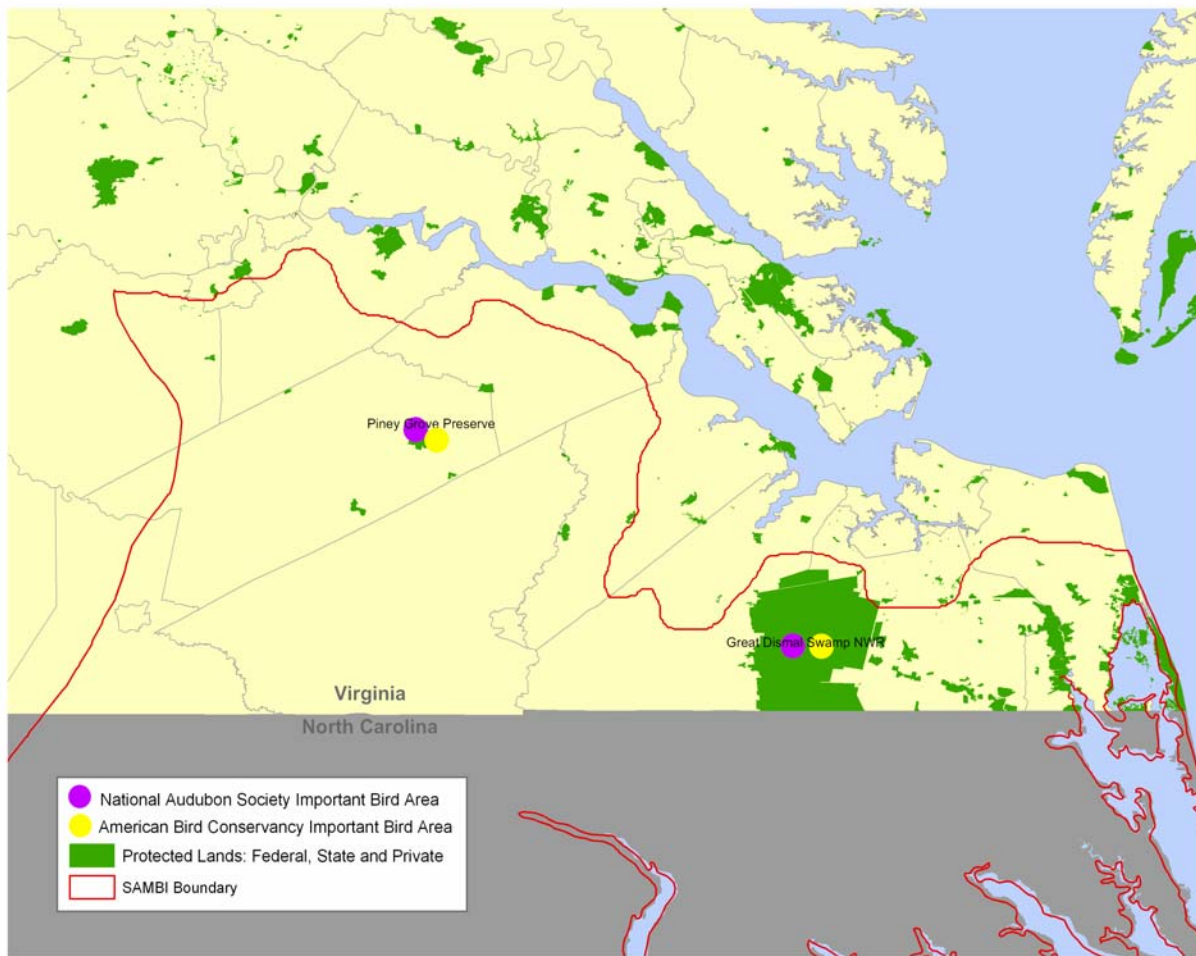 Piney Grove Preserve
Great Dismal Swamp NWR
Virginia
North Carolina
National Audubon Society Important Bird Area
American Bird Conservancy Important Bird Area
Protected Lands: Federal, State and Private
SAMBI Boundary